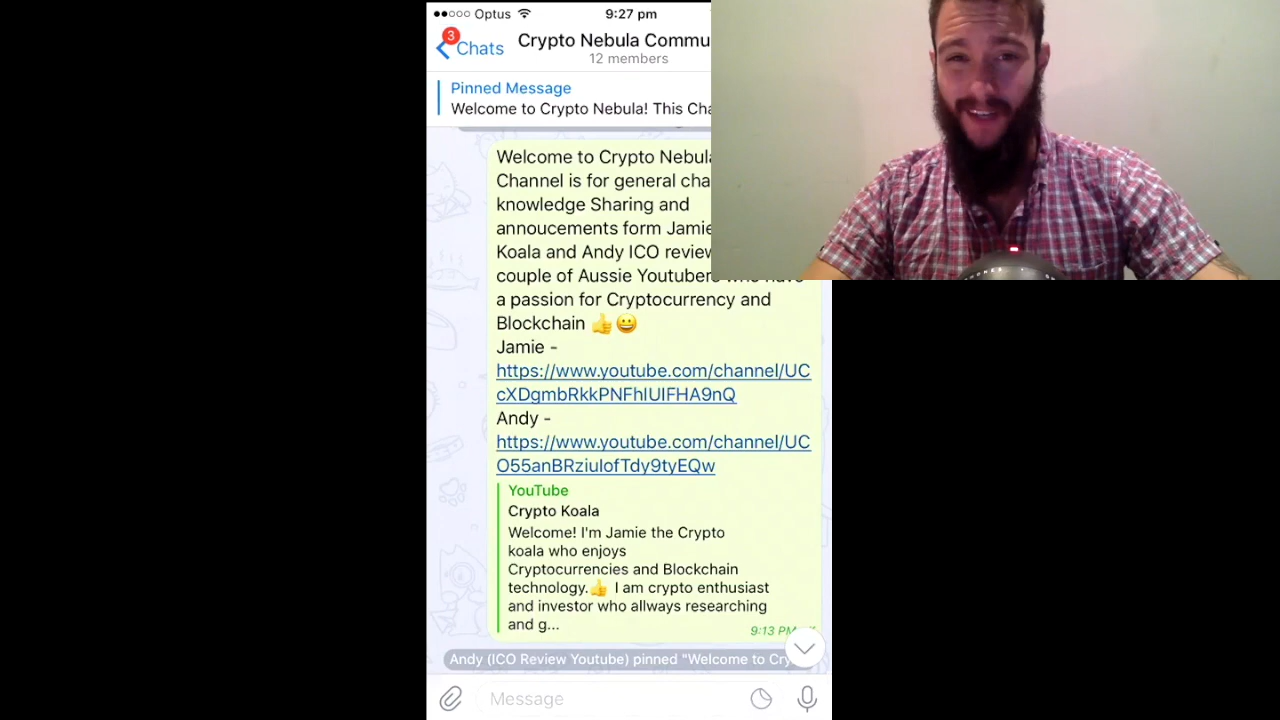 Optus
9:27 pm
3
Chats
Crypto Nebula Commu
12 members
Pinned Message
Welcome to Crypto Nebula! This Cha
Welcome to Crypto Nebula
Channel is for general cha
knowledge Sharing and
annoucements form Jamie
Koala and Andy ICO review
couple of Aussie Youtubers who have
a passion for Cryptocurrency and
Blockchain 👍😀
Jamie -
https://www.youtube.com/channel/UC
cXDgmbRkkPNFhIUIFHA9nQ
Andy -
https://www.youtube.com/channel/UC
O55anBRziulofTdy9tyEQw
YouTube
Crypto Koala
Welcome! I'm Jamie the Crypto
koala who enjoys
Cryptocurrencies and Blockchain
technology.👍 I am crypto enthusiast
and investor who allways researching
and g...
9:13 PM
Andy (ICO Review Youtube) pinned "Welcome to Cry
Message